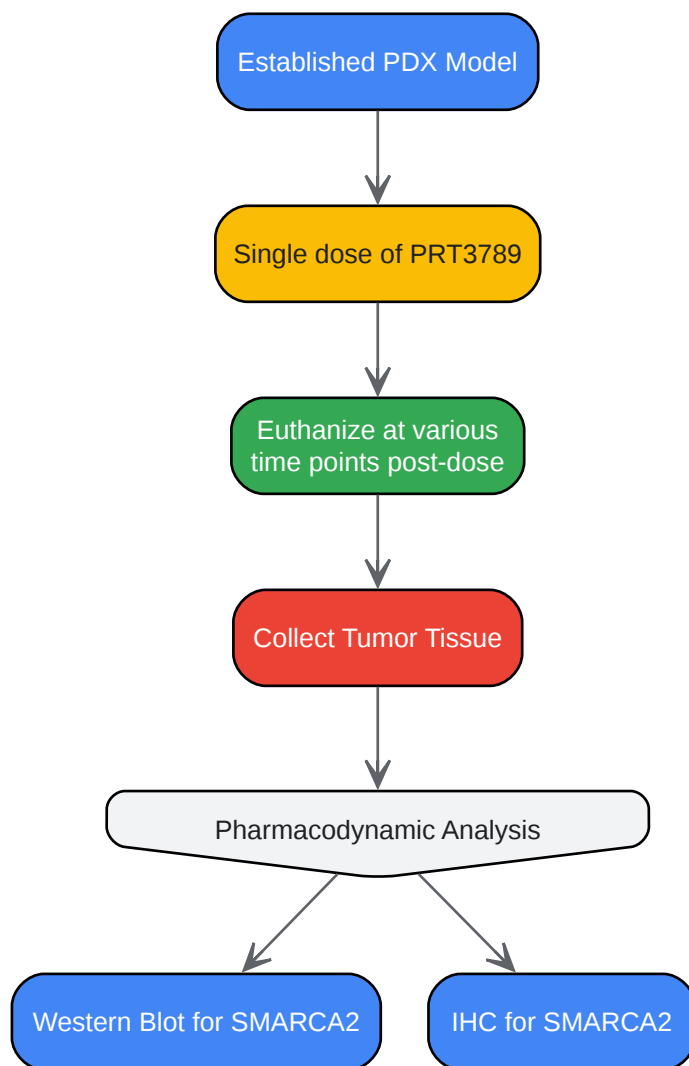 Established PDX Model
Single dose of PRT3789
Euthanize at various
time points post-dose
Collect Tumor Tissue
Pharmacodynamic Analysis
Western Blot for SMARCA2
IHC for SMARCA2